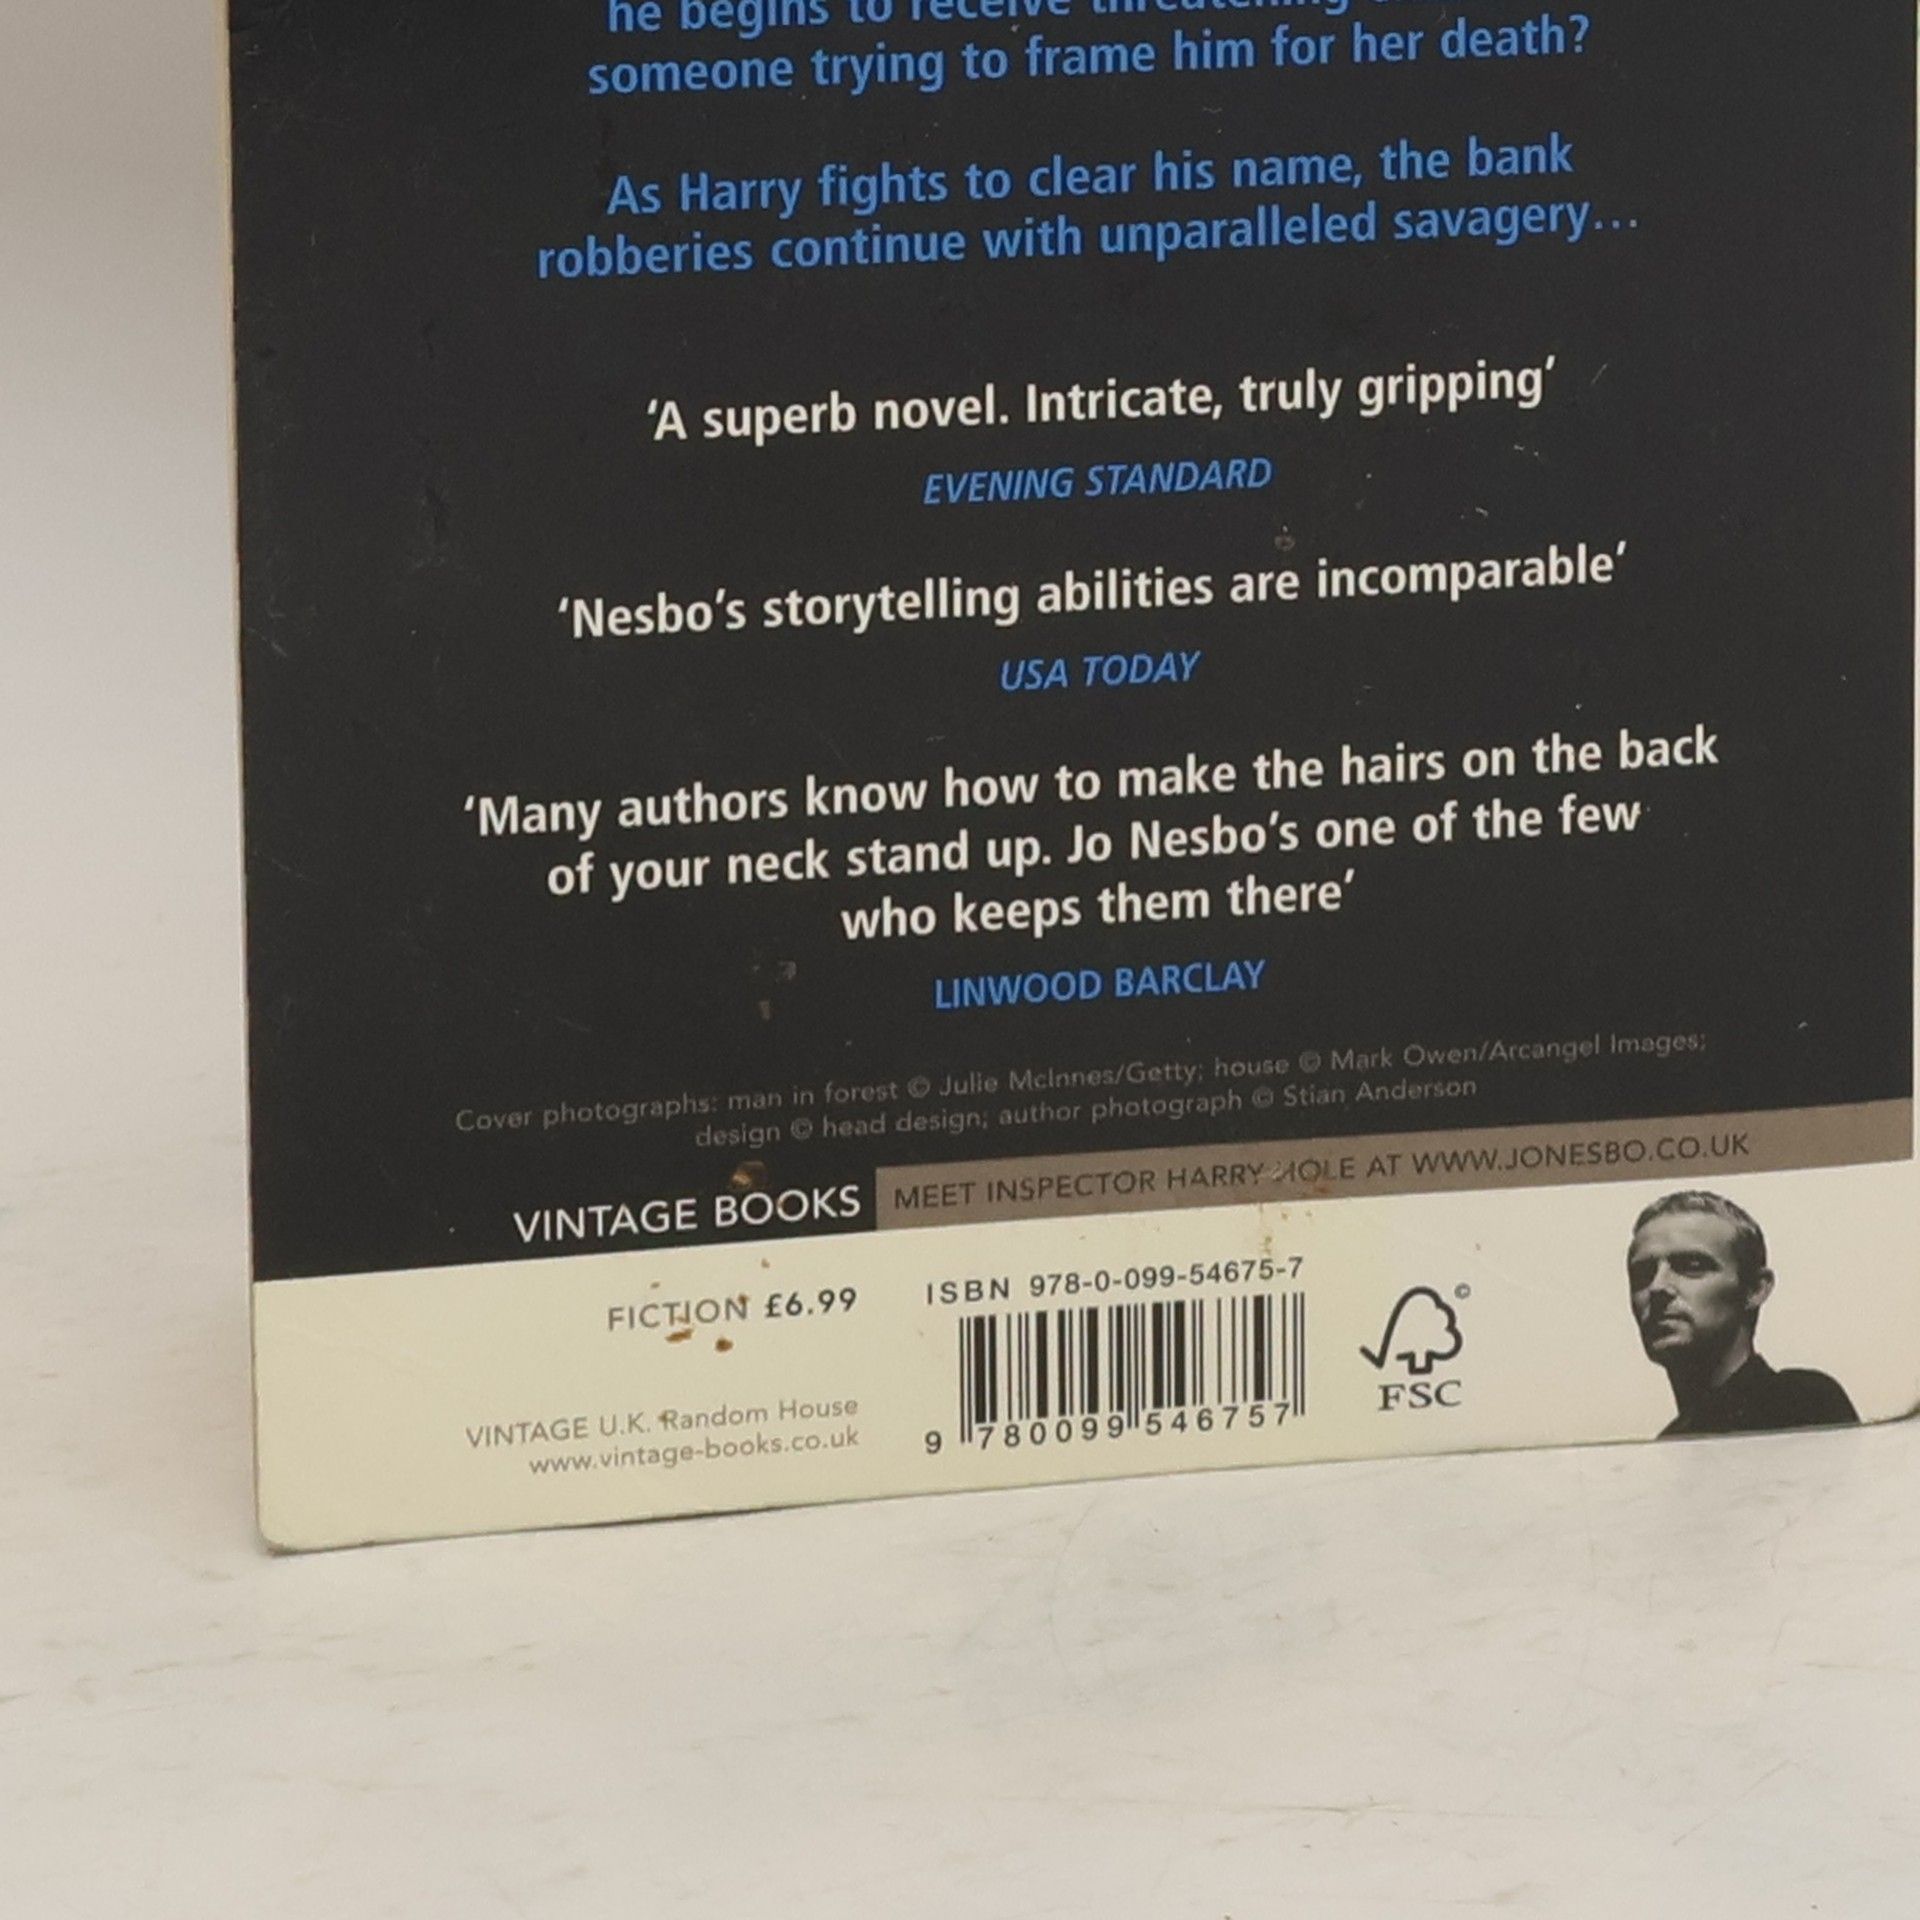 he begins to receive threatening
someone trying to frame him for her death?
As Harry fights to clear his name, the bank
robberies continue with unparalleled savagery...
‘A superb novel. Intricate, truly gripping’
EVENING STANDARD
‘Nesbo’s storytelling abilities are incomparable’
USA TODAY
‘Many authors know how to make the hairs on the back
of your neck stand up. Jo Nesbo’s one of the few
who keeps them there’
LINWOOD BARCLAY
Cover photographs: man in forest © Julie McInnes/Getty; house © Mark Owen/Arcangel Images;
design © head design; author photograph © Stian Anderson
VINTAGE BOOKS
MEET INSPECTOR HARRY HOLE AT WWW.JONESBO.CO.UK
FICTION £6.99
ISBN 978-0-099-54675-7
9 780099 546757
©
FSC
VINTAGE U.K. Random House
www.vintage-books.co.uk